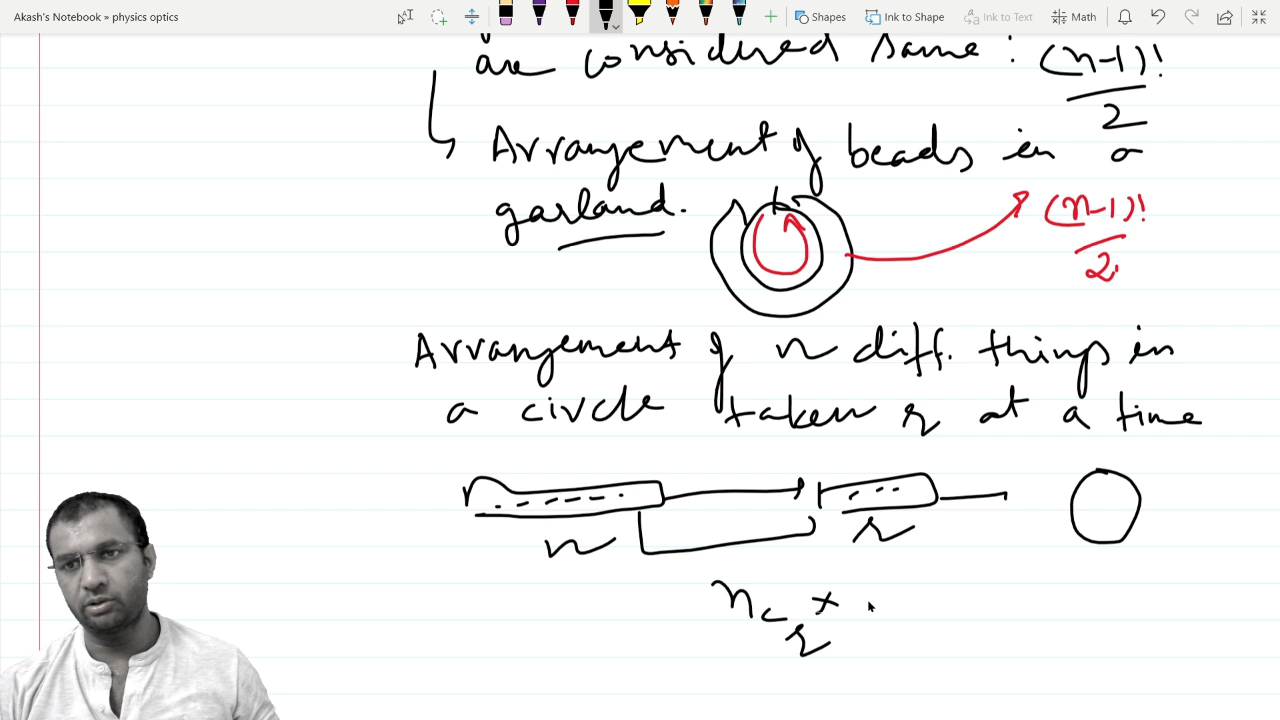 Akash's Notebook » physics optics
Shapes
Ink to Shape
Ink to Text
Math
are considered same : (n-1)!
2
Arrangement of beads in a
garland.
(n-1)!
2
Arrangement of n diff. things in
a circle taken r at a time
n
r
n c r ×